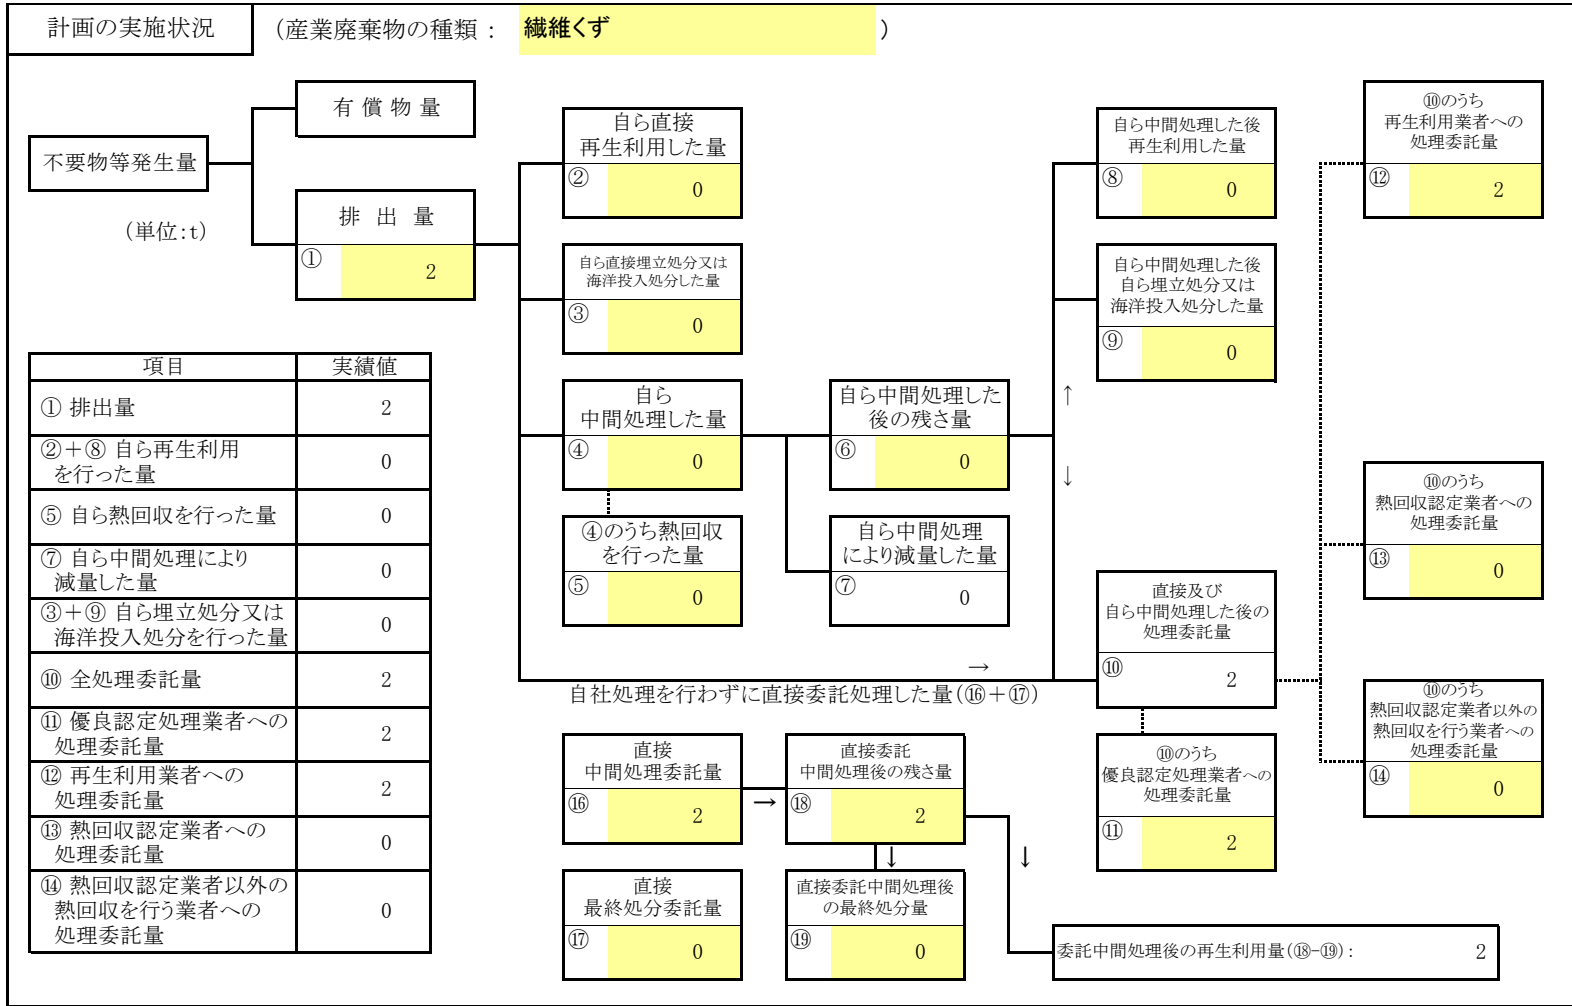 計画の実施状況
(産業廃棄物の種類： 繊維くず ）
不要物等発生量
(単位:t)
有 償 物 量
排 出 量
① 2
自ら直接
再生利用した量
② 0
自ら直接埋立処分又は
海洋投入処分した量
③ 0
自ら
中間処理した量
④ 0
④のうち熱回収
を行った量
⑤ 0
自ら中間処理した
後の残さ量
⑥ 0
自ら中間処理
により減量した量
⑦ 0
自ら中間処理した後
再生利用した量
⑧ 0
自ら中間処理した後
自ら埋立処分又は
海洋投入処分した量
⑨ 0
↑
↓
直接及び
自ら中間処理した後の
処理委託量
⑩ 2
⑩のうち
優良認定処理業者への
処理委託量
⑪ 2
⑩のうち
再生利用業者への
処理委託量
⑫ 2
⑩のうち
熱回収認定業者への
処理委託量
⑬ 0
⑩のうち
熱回収認定業者以外の
熱回収を行う業者への
処理委託量
⑭ 0
→
自社処理を行わずに直接委託処理した量(⑯＋⑰)
直接
中間処理委託量
⑯ 2
→
直接委託
中間処理後の残さ量
⑱ 2
↓
↓
直接
最終処分委託量
⑰ 0
直接委託中間処理後
の最終処分量
⑲ 0
委託中間処理後の再生利用量(⑱-⑲)： 2
項目 実績値
① 排出量 2
②＋⑧ 自ら再生利用
を行った量 0
⑤ 自ら熱回収を行った量 0
⑦ 自ら中間処理により
減量した量 0
③＋⑨ 自ら埋立処分又は
海洋投入処分を行った量 0
⑩ 全処理委託量 2
⑪ 優良認定処理業者への
処理委託量 2
⑫ 再生利用業者への
処理委託量 2
⑬ 熱回収認定業者への
処理委託量 0
⑭ 熱回収認定業者以外の
熱回収を行う業者への
処理委託量 0